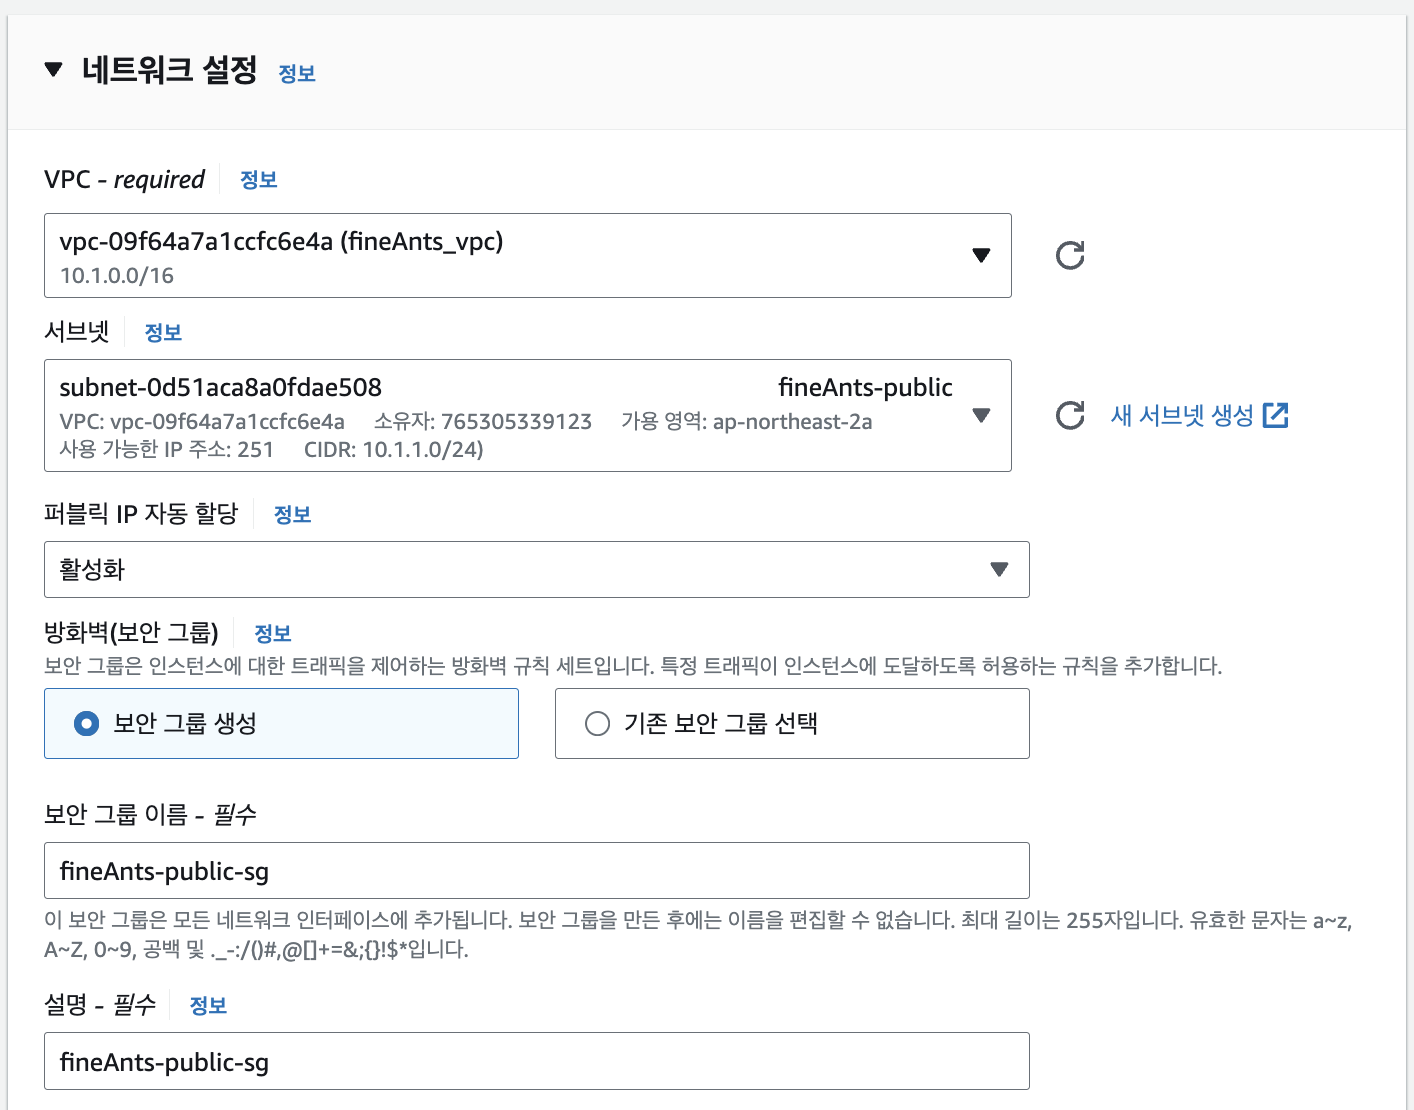 네트워크 설정 정보
VPC - required 정보
vpc-09f64a7a1ccfc6e4a (fineAnts_vpc)
10.1.0.0/16
서브넷 정보
subnet-0d51aca8a0fdae508 fineAnts-public
VPC: vpc-09f64a7a1ccfc6e4a 소유자: 765305339123 가용 영역: ap-northeast-2a
사용 가능한 IP 주소: 251 CIDR: 10.1.1.0/24)
새 서브넷 생성
퍼블릭 IP 자동 할당 정보
활성화
방화벽(보안 그룹) 정보
보안 그룹은 인스턴스에 대한 트래픽을 제어하는 방화벽 규칙 세트입니다. 특정 트래픽이 인스턴스에 도달하도록 허용하는 규칙을 추가합니다.
보안 그룹 생성 기존 보안 그룹 선택
보안 그룹 이름 - 필수
fineAnts-public-sg
이 보안 그룹은 모든 네트워크 인터페이스에 추가됩니다. 보안 그룹을 만든 후에는 이름을 편집할 수 없습니다. 최대 길이는 255자입니다. 유효한 문자는 a~z,
A~Z, 0~9, 공백 및 ._-:/()#,@[]+=&;{}!$*입니다.
설명 - 필수 정보
fineAnts-public-sg